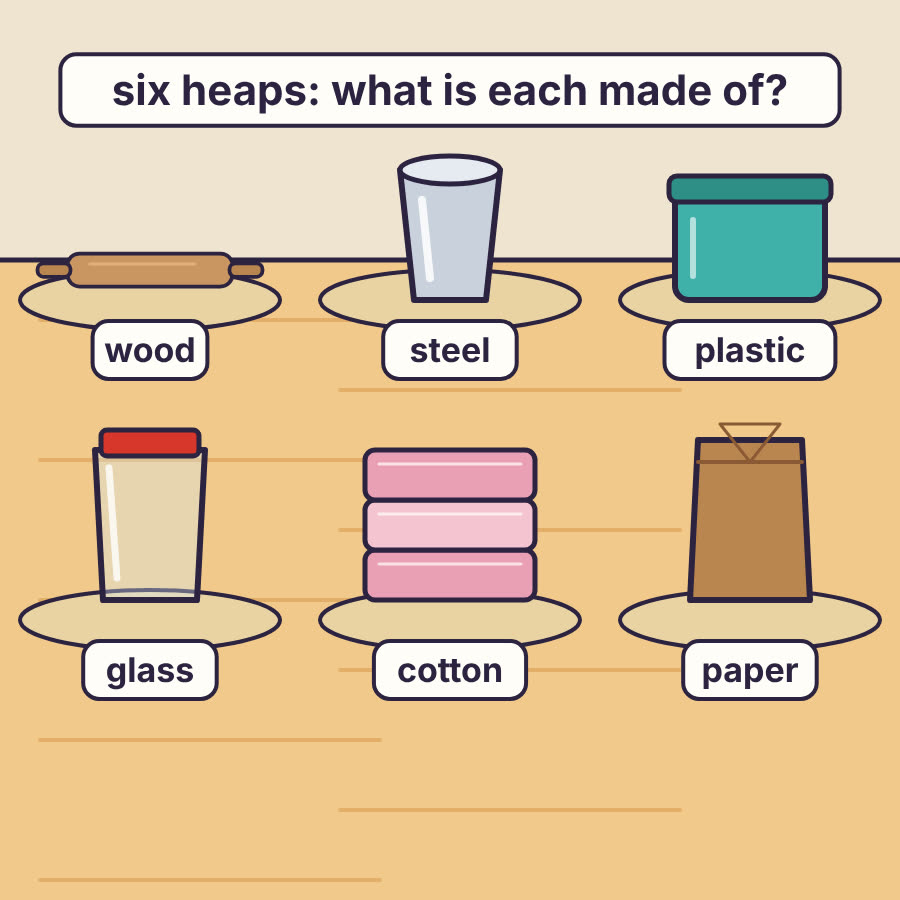 six heaps: what is each made of?
wood
steel
plastic
glass
cotton
paper